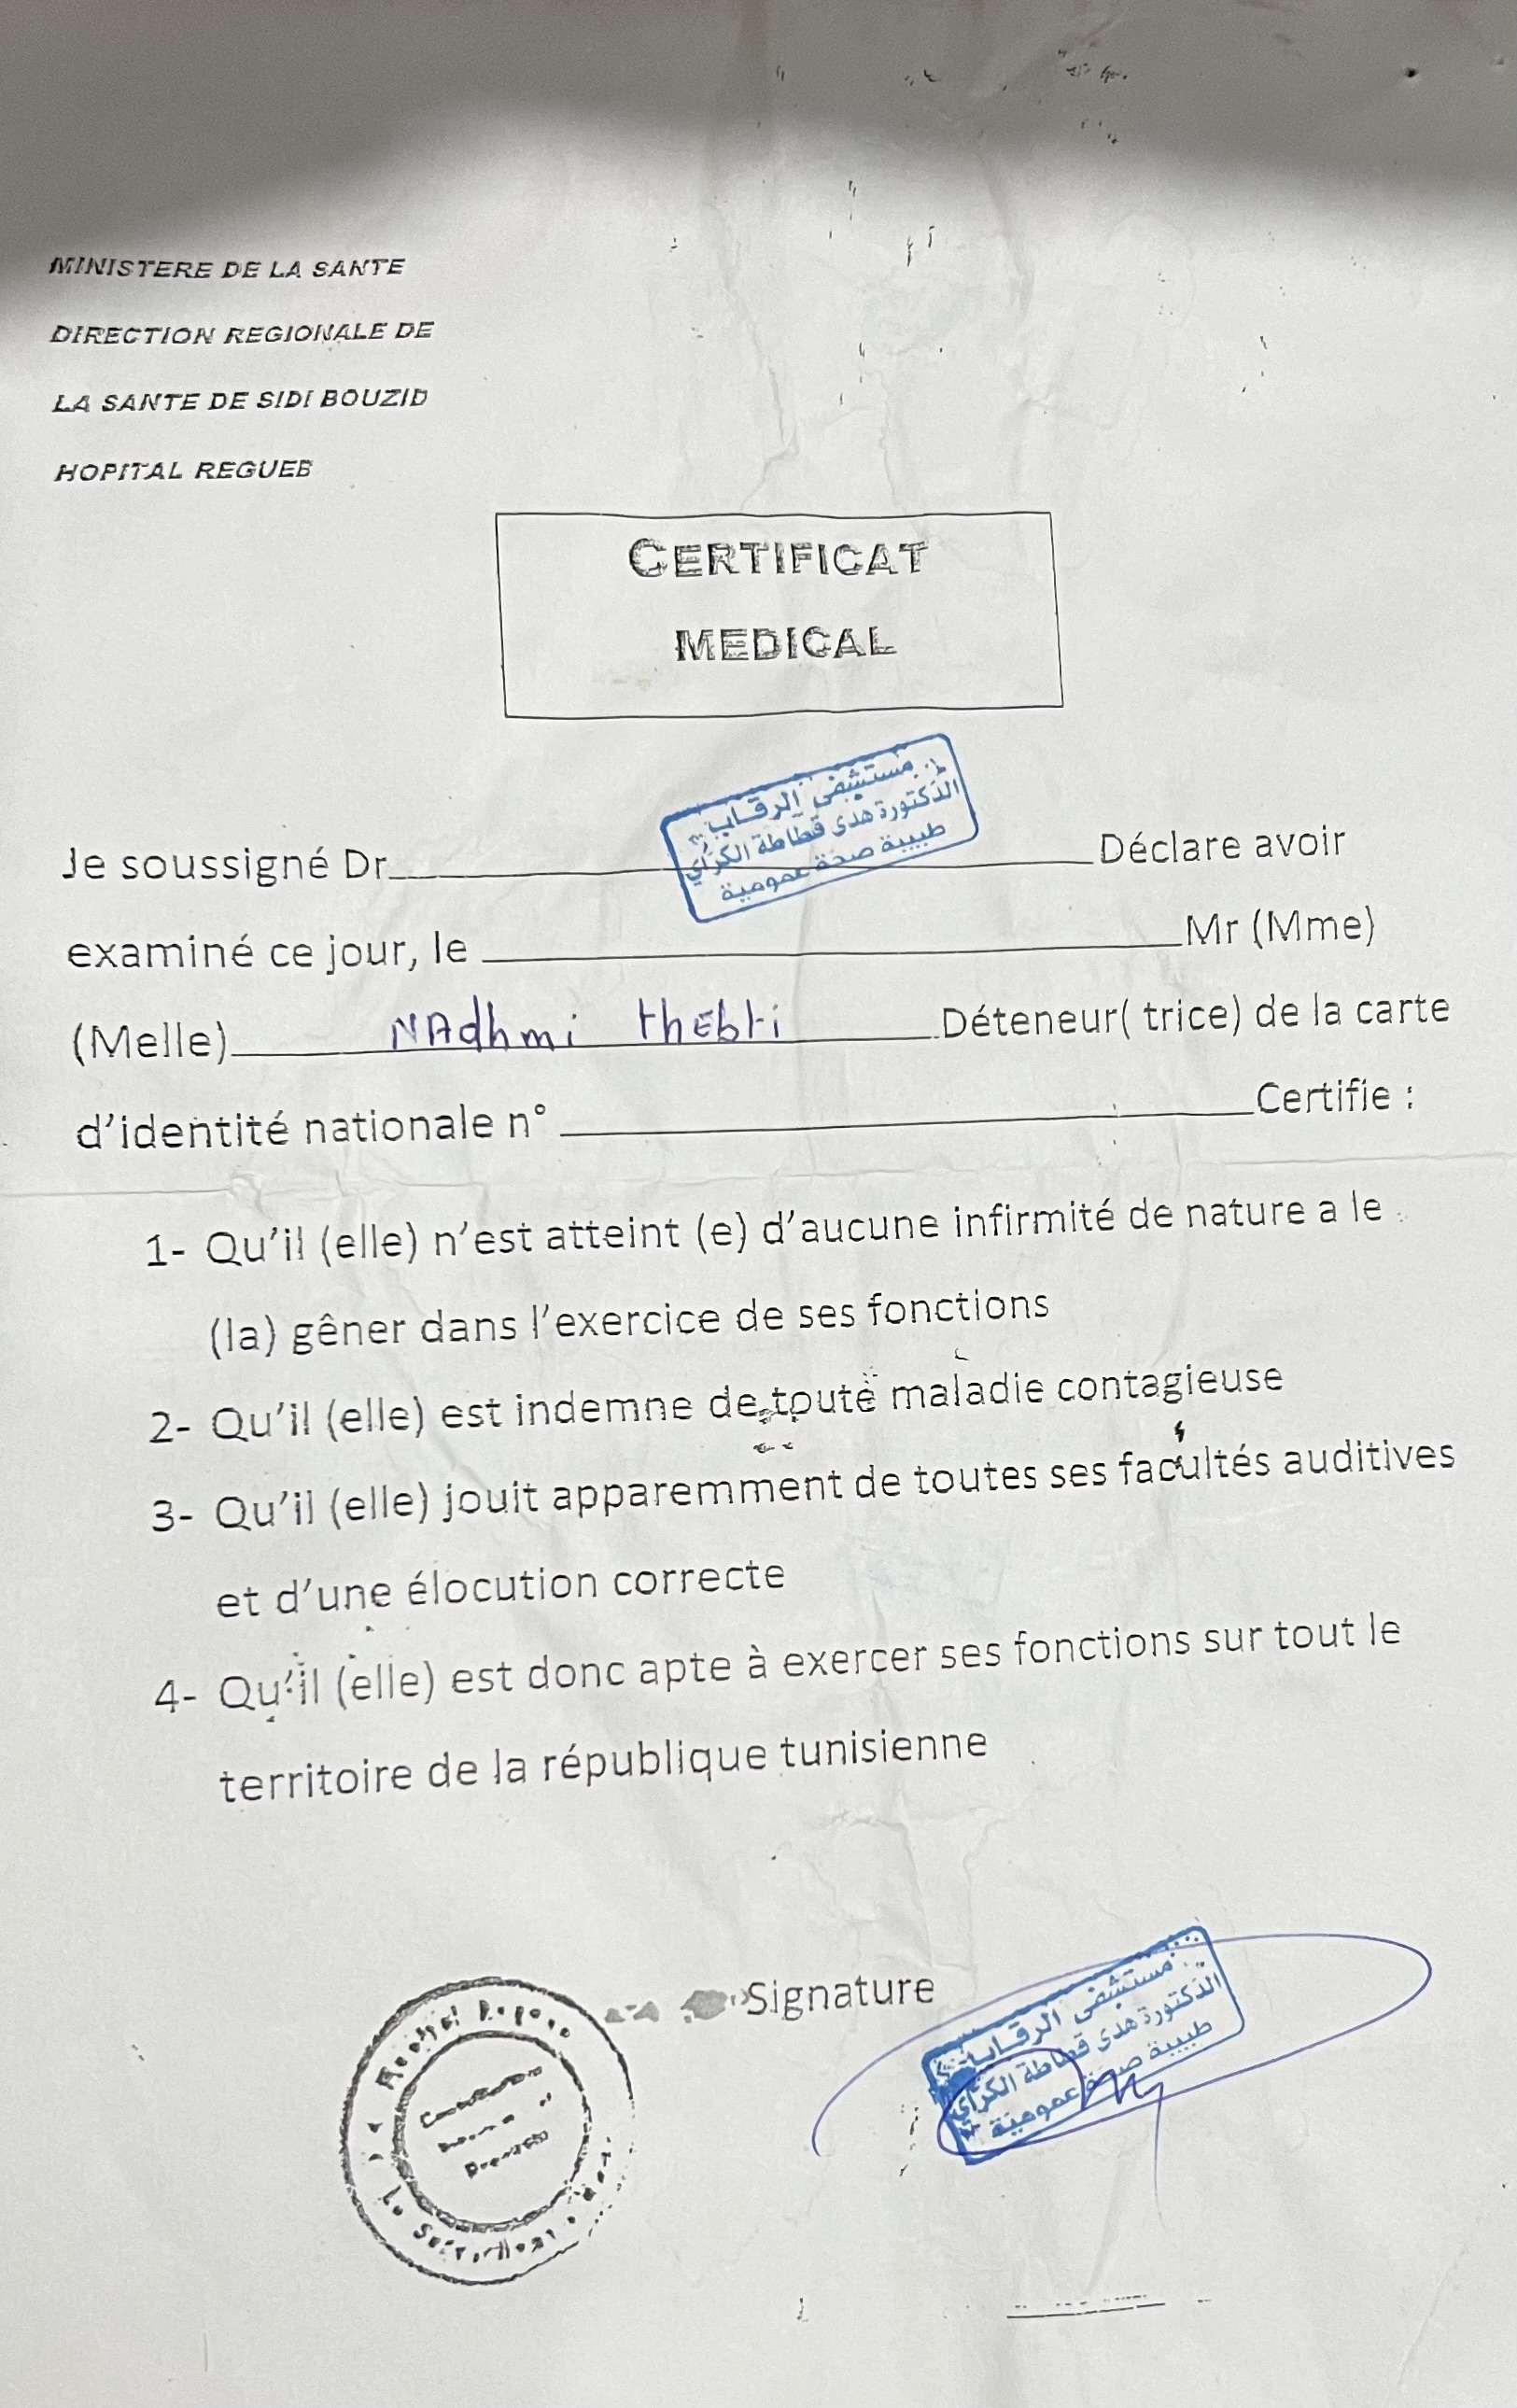 MINISTERE DE LA SANTE
DIRECTION REGIONALE DE
LA SANTE DE SIDI BOUZID
HOPITAL REGUEB
CERTIFICAT
MEDICAL
مستشفى الرقاب
الدكتورة هدى قطاطة الكراي
طبيبة صحة عمومية
Je soussigné Dr Déclare avoir
examiné ce jour, le Mr (Mme)
(Melle) NAdhmi thEbti Déteneur( trice) de la carte
d'identité nationale n° Certifie :
1- Qu'il (elle) n'est atteint (e) d'aucune infirmité de nature a le
(la) gêner dans l'exercice de ses fonctions
2- Qu'il (elle) est indemne de toute maladie contagieuse
3- Qu'il (elle) jouit apparemment de toutes ses facultés auditives
et d'une élocution correcte
4- Qu'il (elle) est donc apte à exercer ses fonctions sur tout le
territoire de la république tunisienne
Signature
مستشفى الرقاب
الدكتورة هدى قطاطة الكراي
طبيبة صحة عمومية